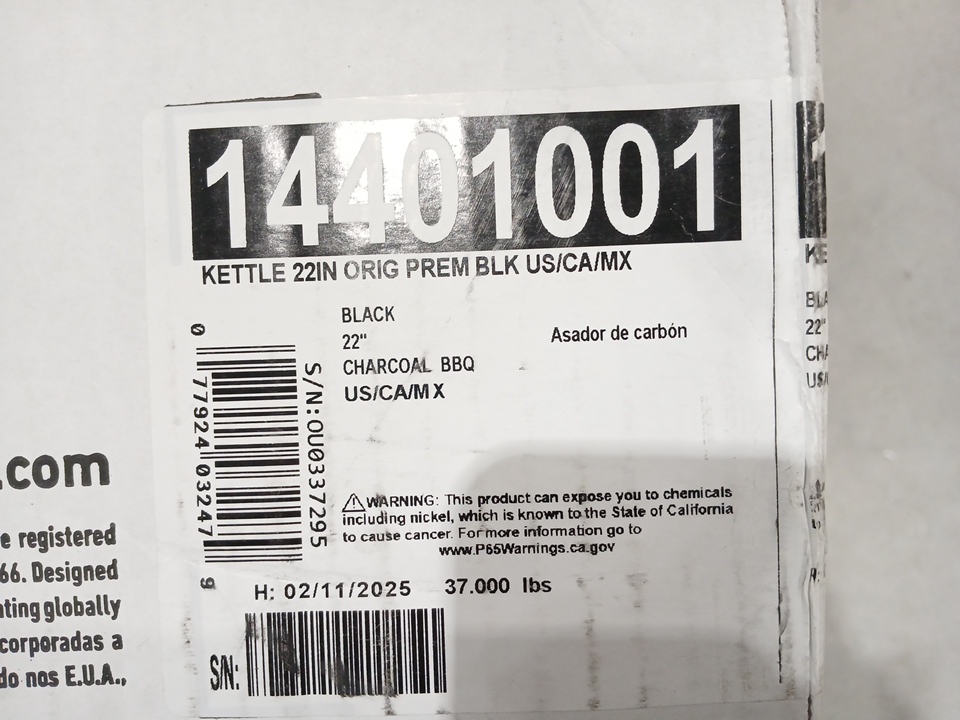 14401001
KETTLE 22IN ORIG PREM BLK US/CA/MX
BLACK
22"
CHARCOAL BBQ
US/CA/MX
Asador de carbón
0 77924 03247 9
S/N:OU0337295
⚠WARNING: This product can expose you to chemicals
including nickel, which is known to the State of California
to cause cancer. For more information go to
www.P65Warnings.ca.gov
H: 02/11/2025 37.000 lbs
S/N:
.com
e registered
66. Designed
ating globally
corporadas a
do nos E.U.A.,
1
KE
BLA
22"
CHA
US/